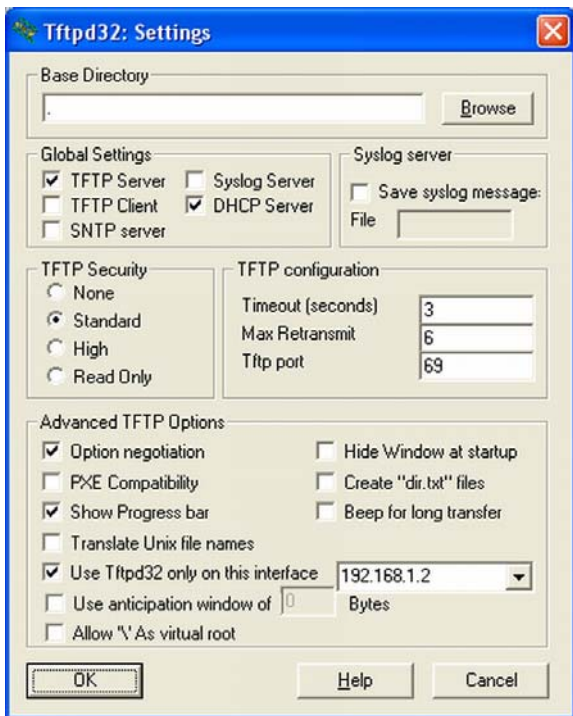 Tftpd32: Settings
Base Directory
.
Browse
Global Settings
TFTP Server
Syslog Server
TFTP Client
DHCP Server
SNTP server
Syslog server
Save syslog message:
File
TFTP Security
None
Standard
High
Read Only
TFTP configuration
Timeout (seconds)
3
Max Retransmit
6
Tftp port
69
Advanced TFTP Options
Option negotiation
Hide Window at startup
PXE Compatibility
Create "dir.txt" files
Show Progress bar
Beep for long transfer
Translate Unix file names
Use Tftpd32 only on this interface
192.168.1.2
Use anticipation window of
0
Bytes
Allow '\' As virtual root
OK
Help
Cancel